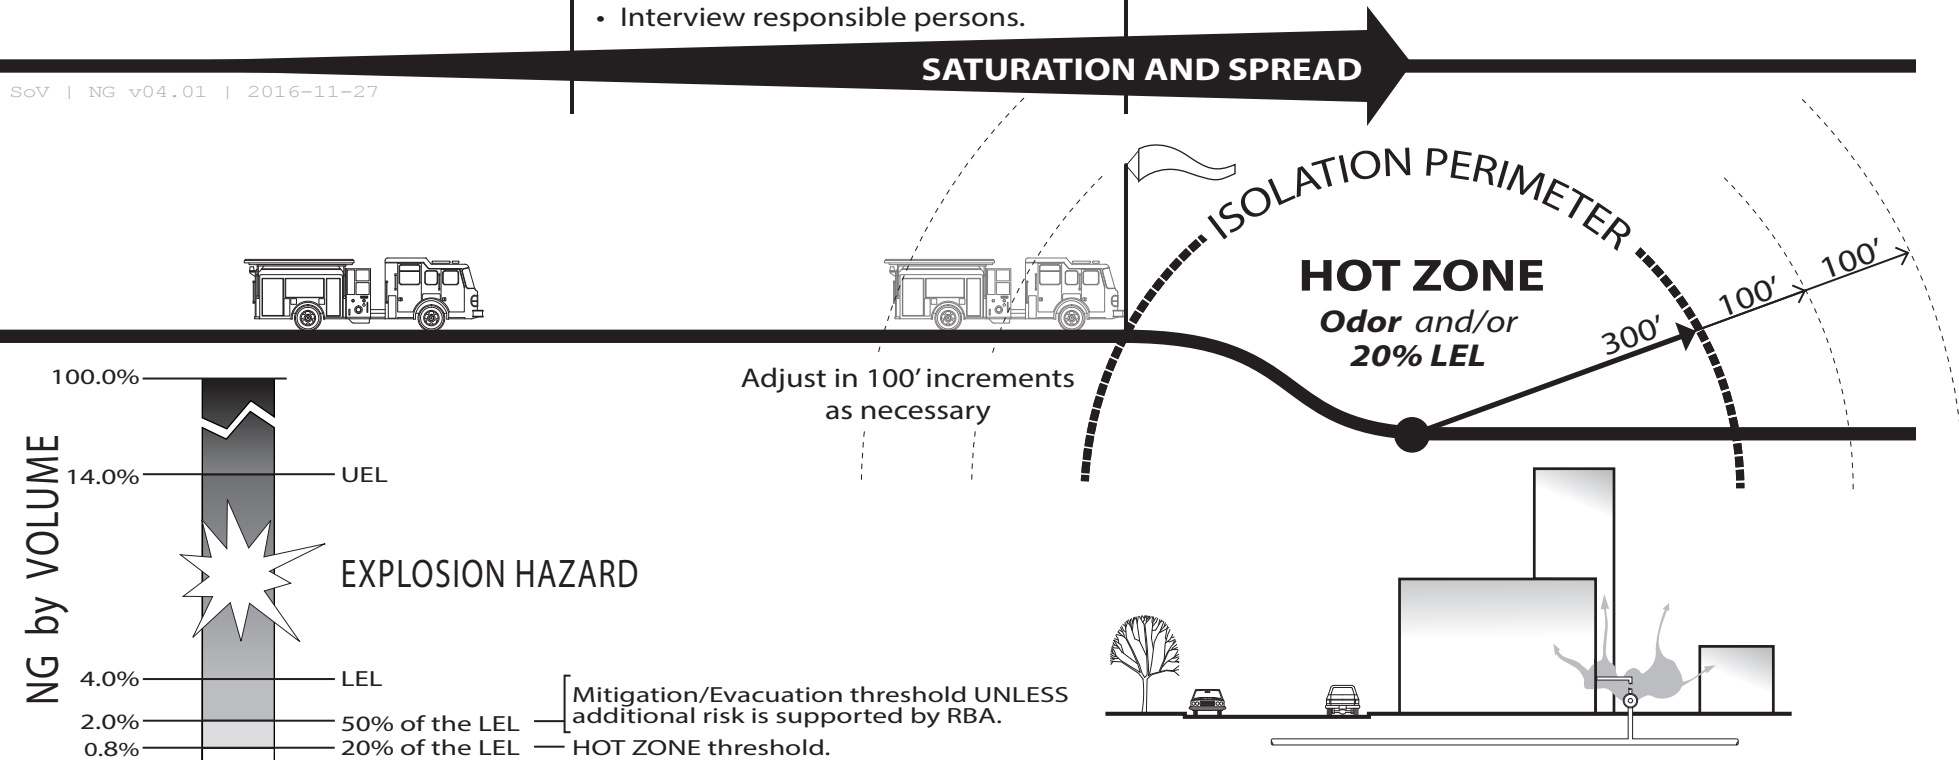 • Interview responsible persons.
SATURATION AND SPREAD
SoV | NG v04.01 | 2016-11-27
ISOLATION PERIMETER
HOT ZONE
Odor and/or
20% LEL
300’
100’
100’
Adjust in 100’ increments
as necessary
NG by VOLUME
100.0%
14.0%
UEL
EXPLOSION HAZARD
4.0%
LEL
2.0%
50% of the LEL
Mitigation/Evacuation threshold UNLESS
additional risk is supported by RBA.
0.8%
20% of the LEL
HOT ZONE threshold.